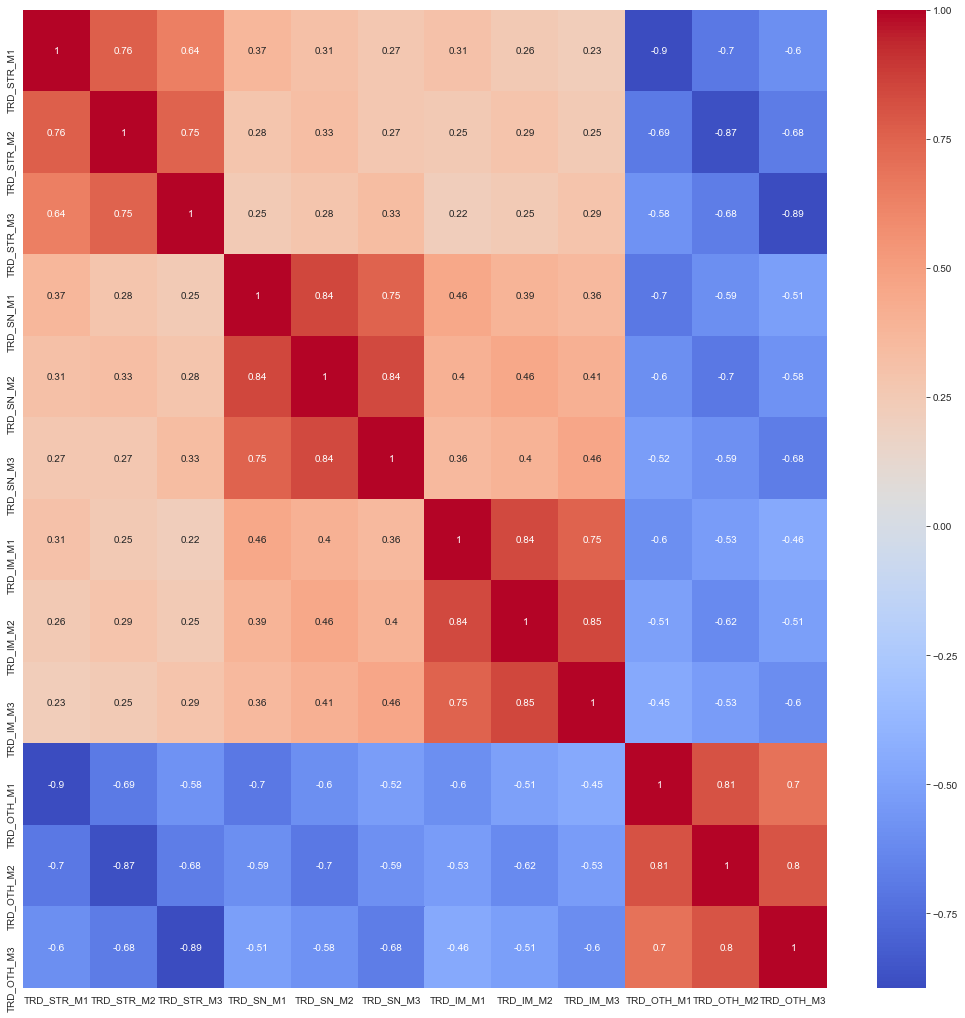 TRD_STR_M1 1 0.76 0.64 0.37 0.31 0.27 0.31 0.26 0.23 -0.9 -0.7 -0.6
TRD_STR_M2 0.76 1 0.75 0.28 0.33 0.27 0.25 0.29 0.25 -0.69 -0.87 -0.68
TRD_STR_M3 0.64 0.75 1 0.25 0.28 0.33 0.22 0.25 0.29 -0.58 -0.68 -0.89
TRD_SN_M1 0.37 0.28 0.25 1 0.84 0.75 0.46 0.39 0.36 -0.7 -0.59 -0.51
TRD_SN_M2 0.31 0.33 0.28 0.84 1 0.84 0.4 0.46 0.41 -0.6 -0.7 -0.58
TRD_SN_M3 0.27 0.27 0.33 0.75 0.84 1 0.36 0.4 0.46 -0.52 -0.59 -0.68
TRD_IM_M1 0.31 0.25 0.22 0.46 0.4 0.36 1 0.84 0.75 -0.6 -0.53 -0.46
TRD_IM_M2 0.26 0.29 0.25 0.39 0.46 0.4 0.84 1 0.85 -0.51 -0.62 -0.51
TRD_IM_M3 0.23 0.25 0.29 0.36 0.41 0.46 0.75 0.85 1 -0.45 -0.53 -0.6
TRD_OTH_M1 -0.9 -0.69 -0.58 -0.7 -0.6 -0.52 -0.6 -0.51 -0.45 1 0.81 0.7
TRD_OTH_M2 -0.7 -0.87 -0.68 -0.59 -0.7 -0.59 -0.53 -0.62 -0.53 0.81 1 0.8
TRD_OTH_M3 -0.6 -0.68 -0.89 -0.51 -0.58 -0.68 -0.46 -0.51 -0.6 0.7 0.8 1
TRD_STR_M1 TRD_STR_M2 TRD_STR_M3 TRD_SN_M1 TRD_SN_M2 TRD_SN_M3 TRD_IM_M1 TRD_IM_M2 TRD_IM_M3 TRD_OTH_M1 TRD_OTH_M2 TRD_OTH_M3
1.00
0.75
0.50
0.25
0.00
−0.25
−0.50
−0.75